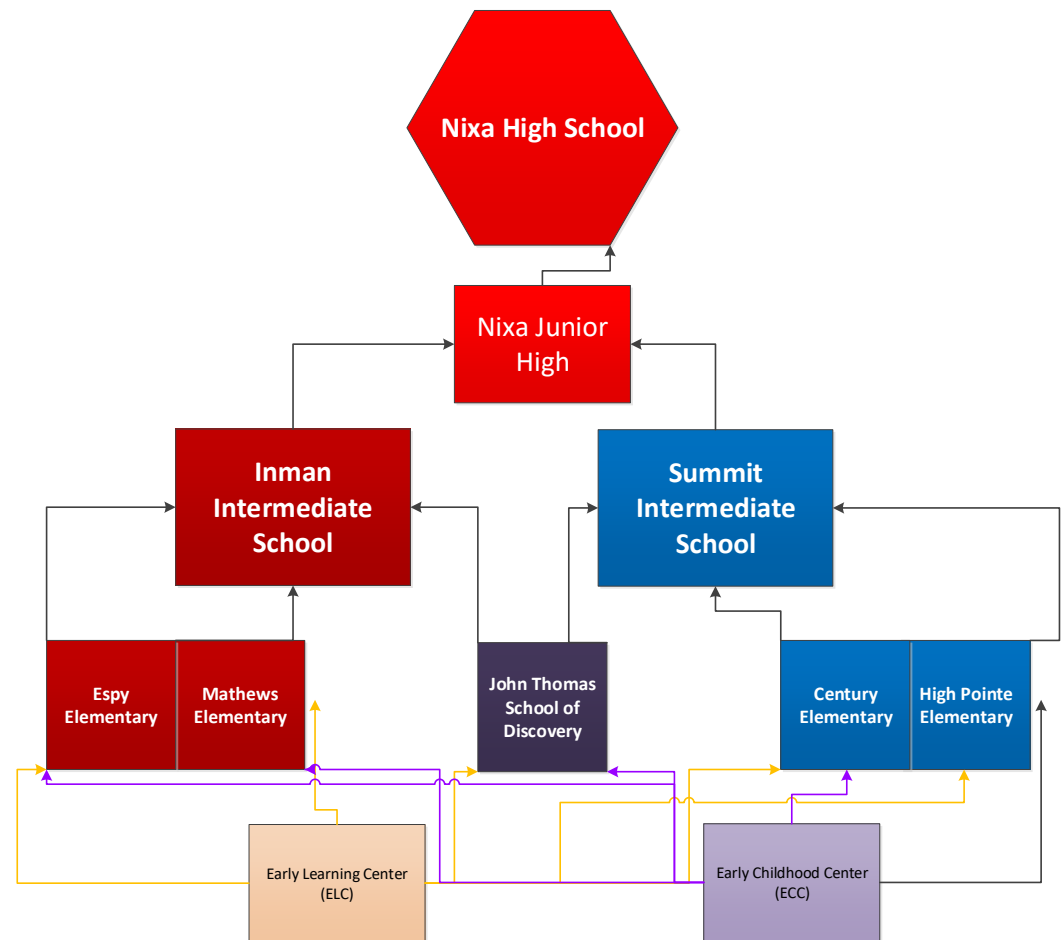 Nixa High School
Nixa Junior
High
Inman
Intermediate
School
Summit
Intermediate
School
Espy
Elementary
Mathews
Elementary
John Thomas
School of
Discovery
Century
Elementary
High Pointe
Elementary
Early Learning Center
(ELC)
Early Childhood Center
(ECC)